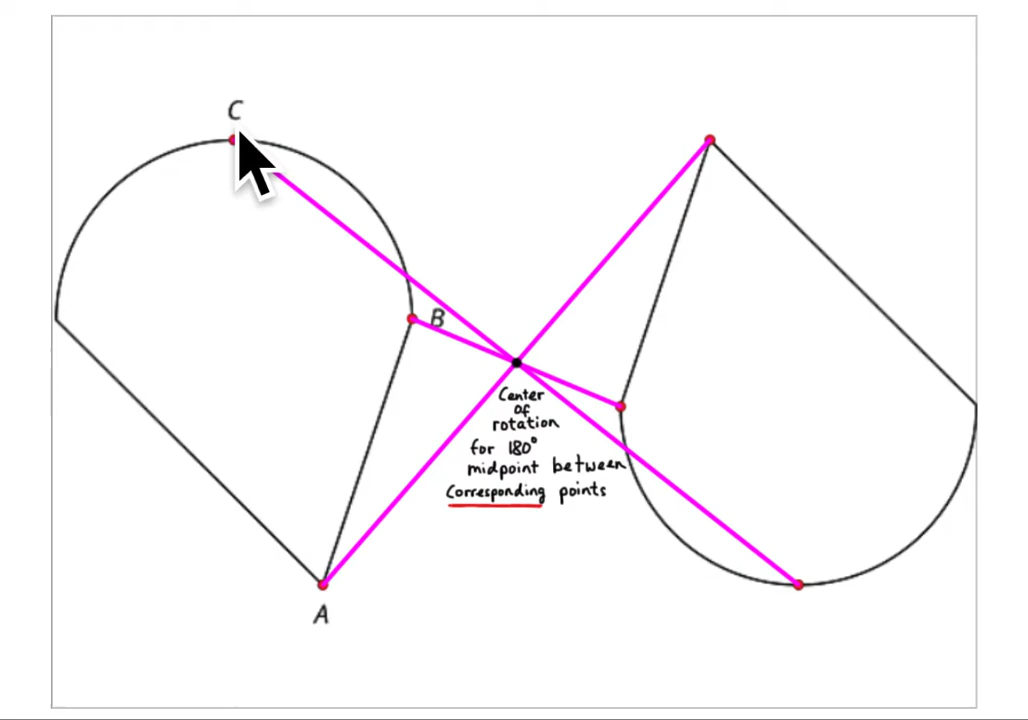 C
B
Center
of
rotation
for 180°
midpoint between
Corresponding points
A